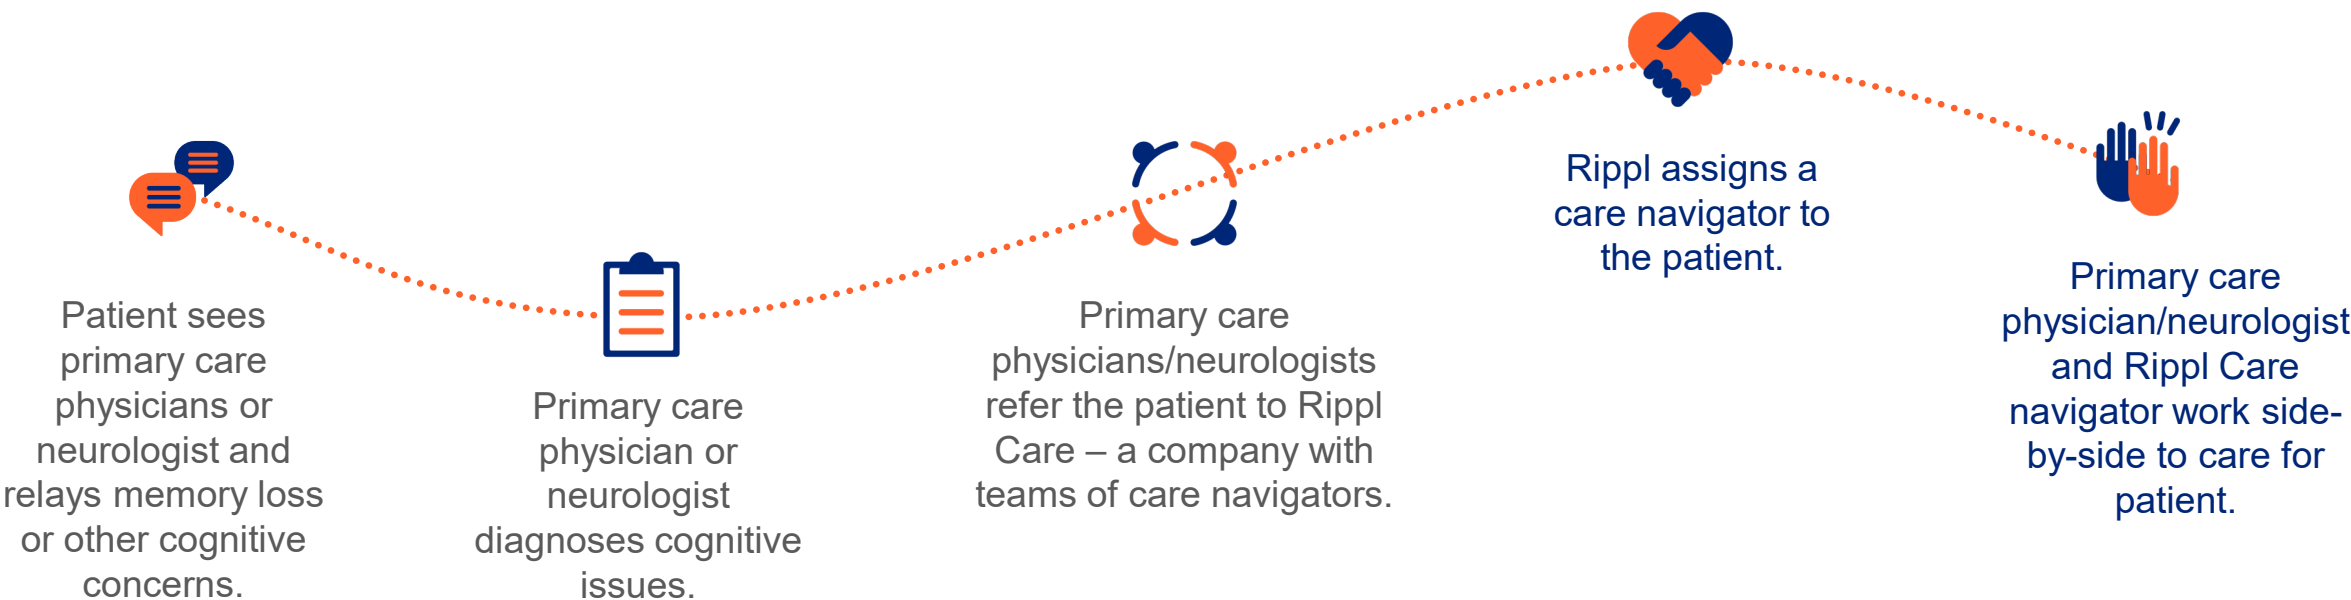 Patient sees
primary care
physicians or
neurologist and
relays memory loss
or other cognitive
concerns.
Primary care
physician or
neurologist
diagnoses cognitive
issues.
Primary care
physicians/neurologists
refer the patient to Rippl
Care – a company with
teams of care navigators.
Rippl assigns a
care navigator to
the patient.
Primary care
physician/neurologist
and Rippl Care
navigator work side-
by-side to care for
patient.